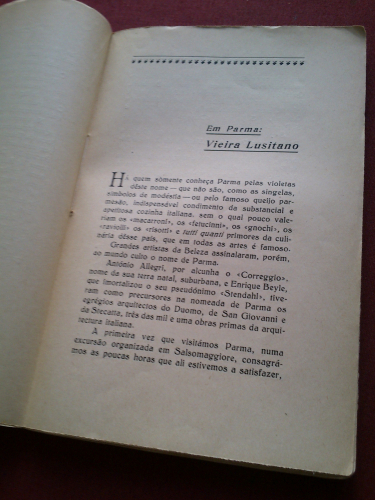 Em Parma:
Vieira Lusitano
Há quem sòmente conheça Parma pelas violetas
dêste nome — que não são, como as singelas,
símbolos de modéstia — ou pelo famoso queijo par-
mosão, indispensável condimento da substancial e
apetitosa cozinha italiana, sem o qual pouco vale-
riam os «macarroni», os «fetucinni», os «gnochi», os
«ravioli», os «risotti» e tutti quanti primores da culi-
nária dêsse país, que em todas as artes é famoso.
Grandes artistas da Beleza assinalaram, porém,
ao mundo culto o nome de Parma.
António Allegri, por alcunha o «Correggio»,
nome da sua terra natal, suburbana, e Enrique Beyle,
que imortalizou o seu pseudónimo «Stendahl», tive-
ram como precursores na nomeada de Parma os
egrégios arquitectos do Duomo, de San Giovanni e
da Stecatta, três das mil e uma obras primas da arqui-
tectura italiana.
A primeira vez que visitámos Parma, numa
excursão organizada em Salsomaggiore, consagrá-
mos as poucas horas que ali estivemos a satisfazer,